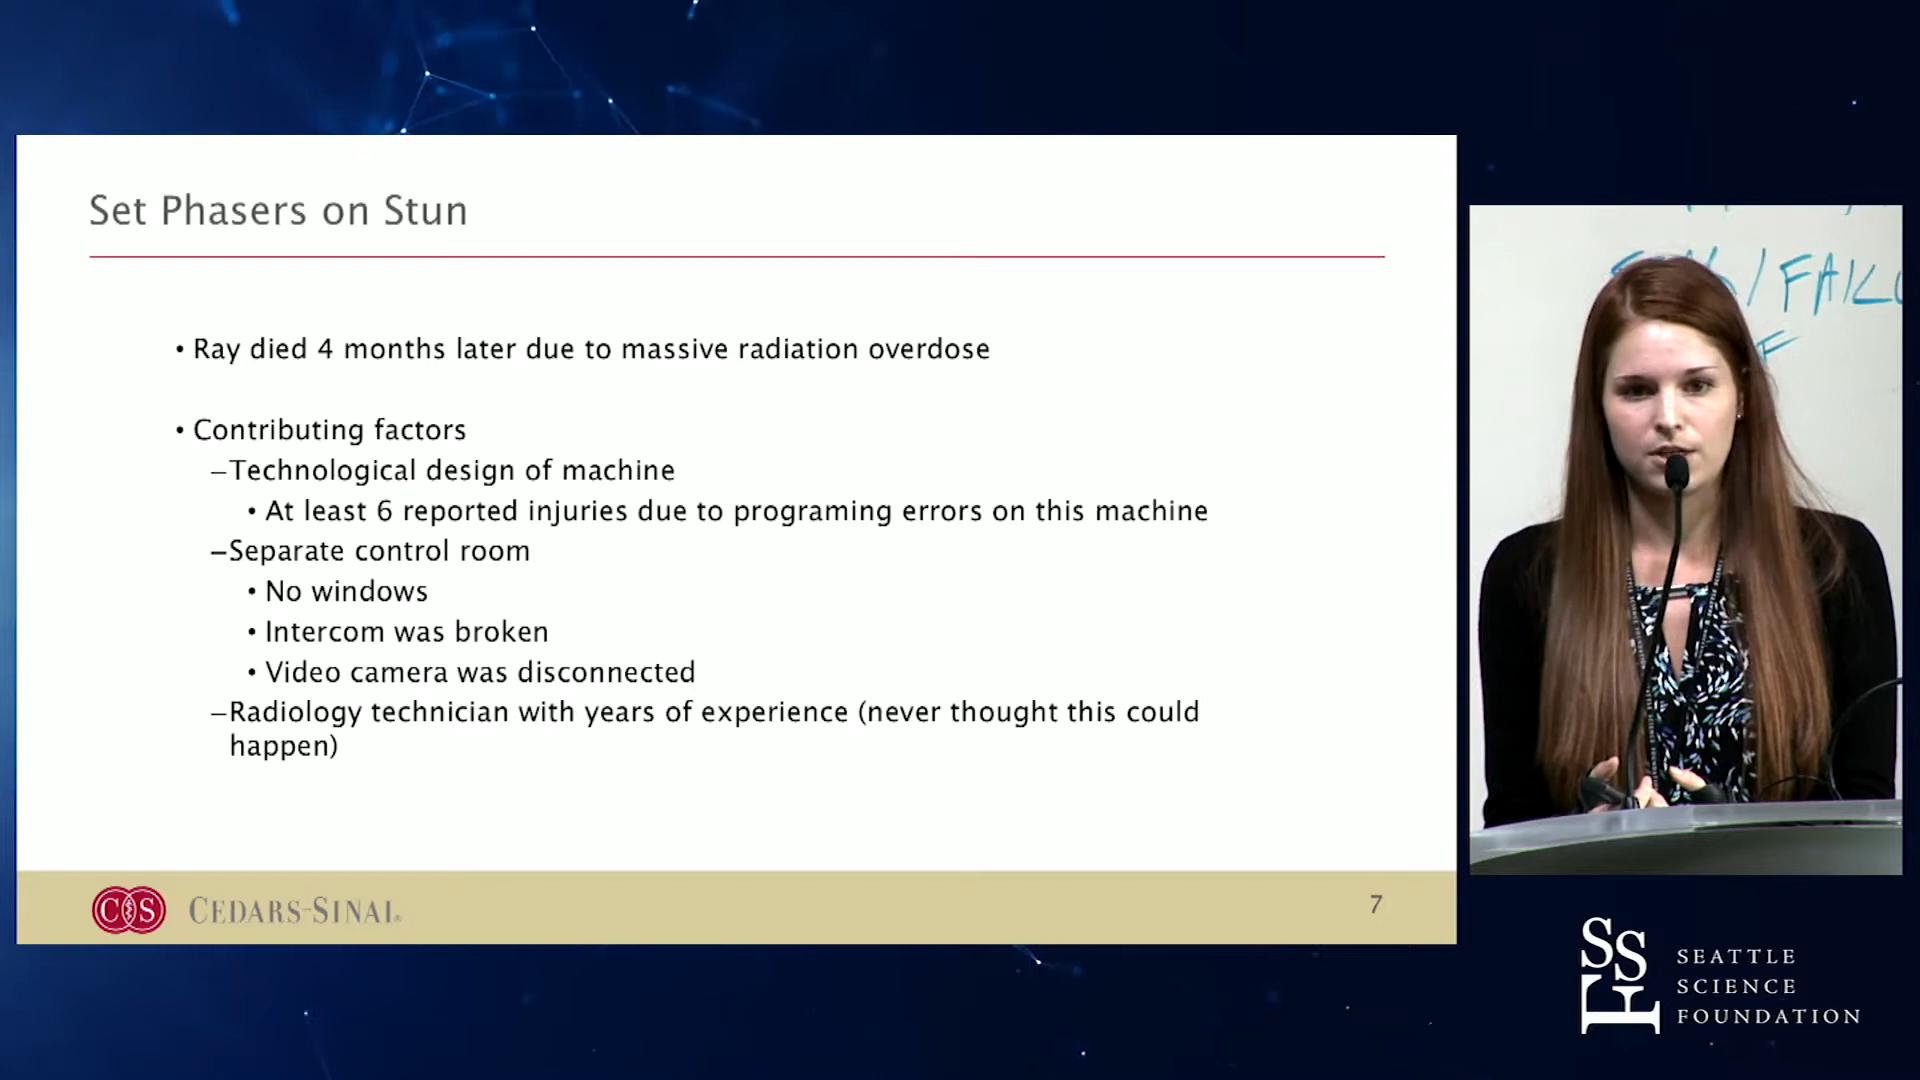 Set Phasers on Stun
• Ray died 4 months later due to massive radiation overdose
• Contributing factors
–Technological design of machine
• At least 6 reported injuries due to programing errors on this machine
–Separate control room
• No windows
• Intercom was broken
• Video camera was disconnected
–Radiology technician with years of experience (never thought this could
happen)
CS CEDARS-SINAI®
7
/ FAILU
F
SSF
SEATTLE
SCIENCE
FOUNDATION